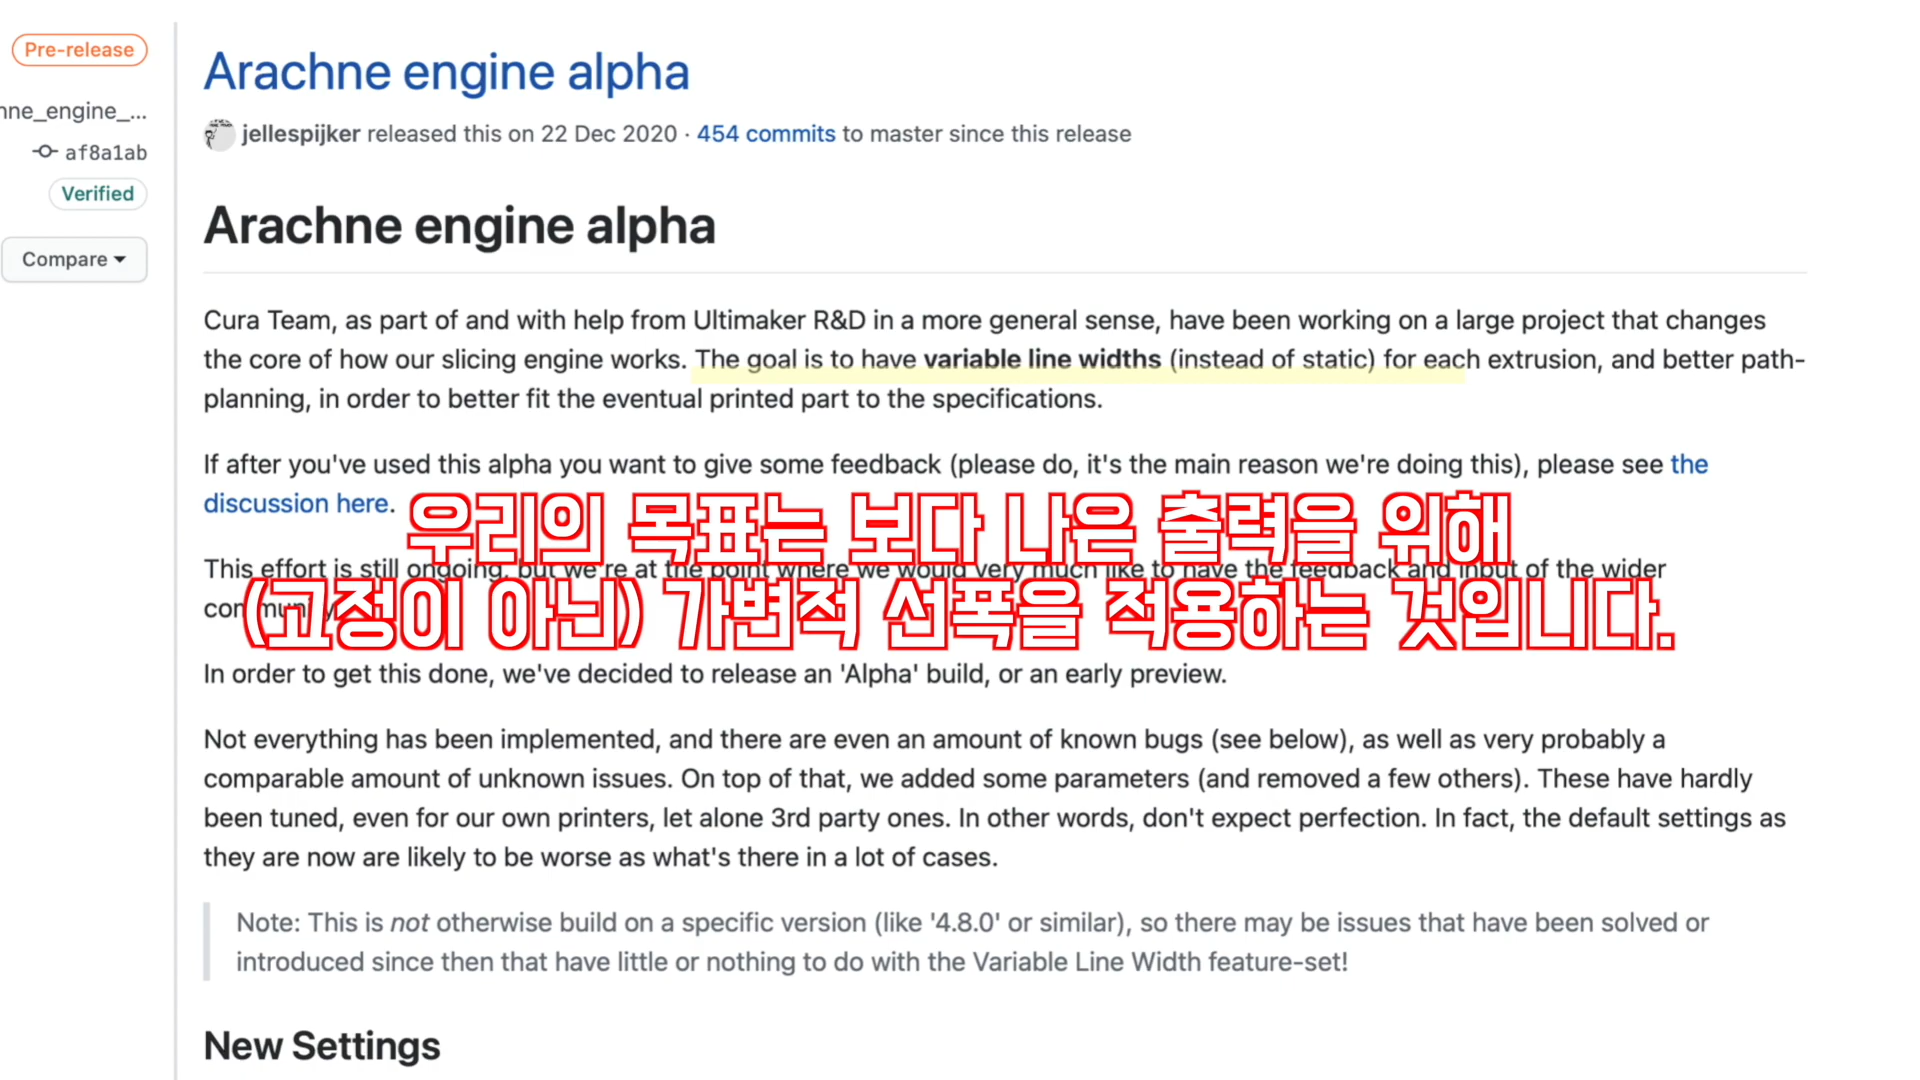 Pre-release
nne_engine_...
af8a1ab
Verified
Compare
Arachne engine alpha
jellespijker released this on 22 Dec 2020 · 454 commits to master since this release
Arachne engine alpha
Cura Team, as part of and with help from Ultimaker R&D in a more general sense, have been working on a large project that changes
the core of how our slicing engine works. The goal is to have variable line widths (instead of static) for each extrusion, and better path-
planning, in order to better fit the eventual printed part to the specifications.
If after you've used this alpha you want to give some feedback (please do, it's the main reason we're doing this), please see the
discussion here.
우리의 목표는 보다 나은 출력을 위해
This effort is still ongoing, but we're at the point where we would very much like to have the feedback and input of the wider
(고정이 아닌) 가변적 선폭을 적용하는 것입니다.
In order to get this done, we've decided to release an 'Alpha' build, or an early preview.
Not everything has been implemented, and there are even an amount of known bugs (see below), as well as very probably a
comparable amount of unknown issues. On top of that, we added some parameters (and removed a few others). These have hardly
been tuned, even for our own printers, let alone 3rd party ones. In other words, don't expect perfection. In fact, the default settings as
they are now are likely to be worse as what's there in a lot of cases.
Note: This is not otherwise build on a specific version (like '4.8.0' or similar), so there may be issues that have been solved or
introduced since then that have little or nothing to do with the Variable Line Width feature-set!
New Settings